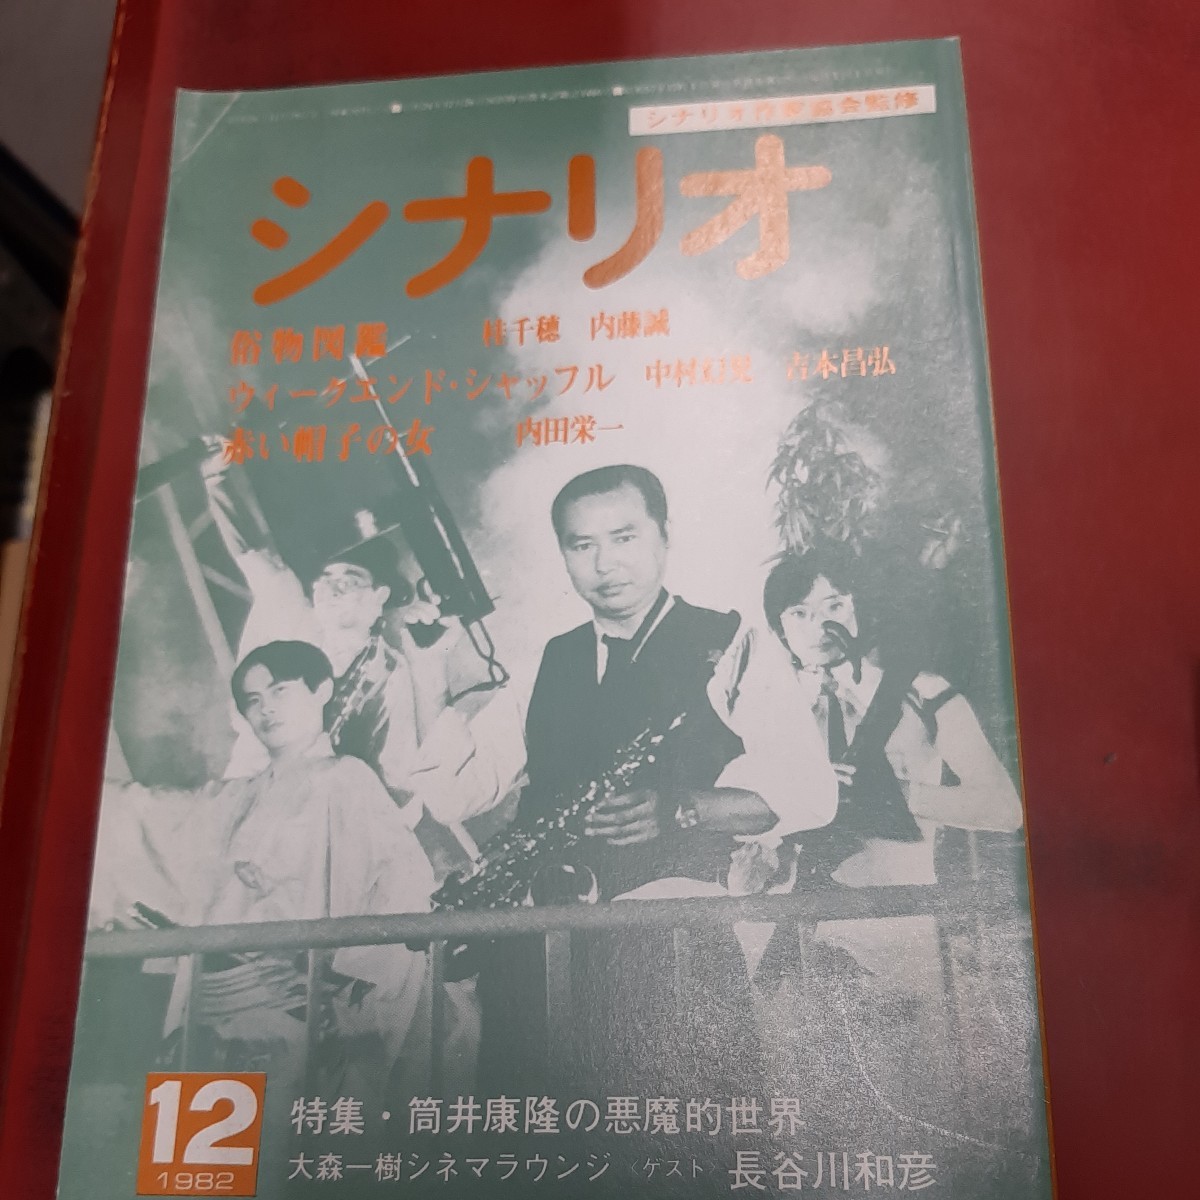 シナリオ作家協会監修
シナリオ
俗物図鑑 桂千穂 内藤誠
ウィークエンド・シャッフル 中村幻児 吉本昌弘
赤い帽子の女 内田栄一
12
1982
特集・筒井康隆の悪魔的世界
大森一樹シネマラウンジ〈ゲスト〉長谷川和彦